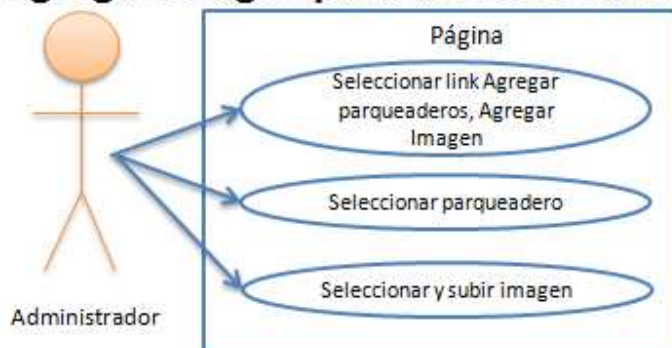 Página
Seleccionar link Agregar
parqueaderos, Agregar
Imagen
Seleccionar parqueadero
Seleccionar y subir imagen
Administrador